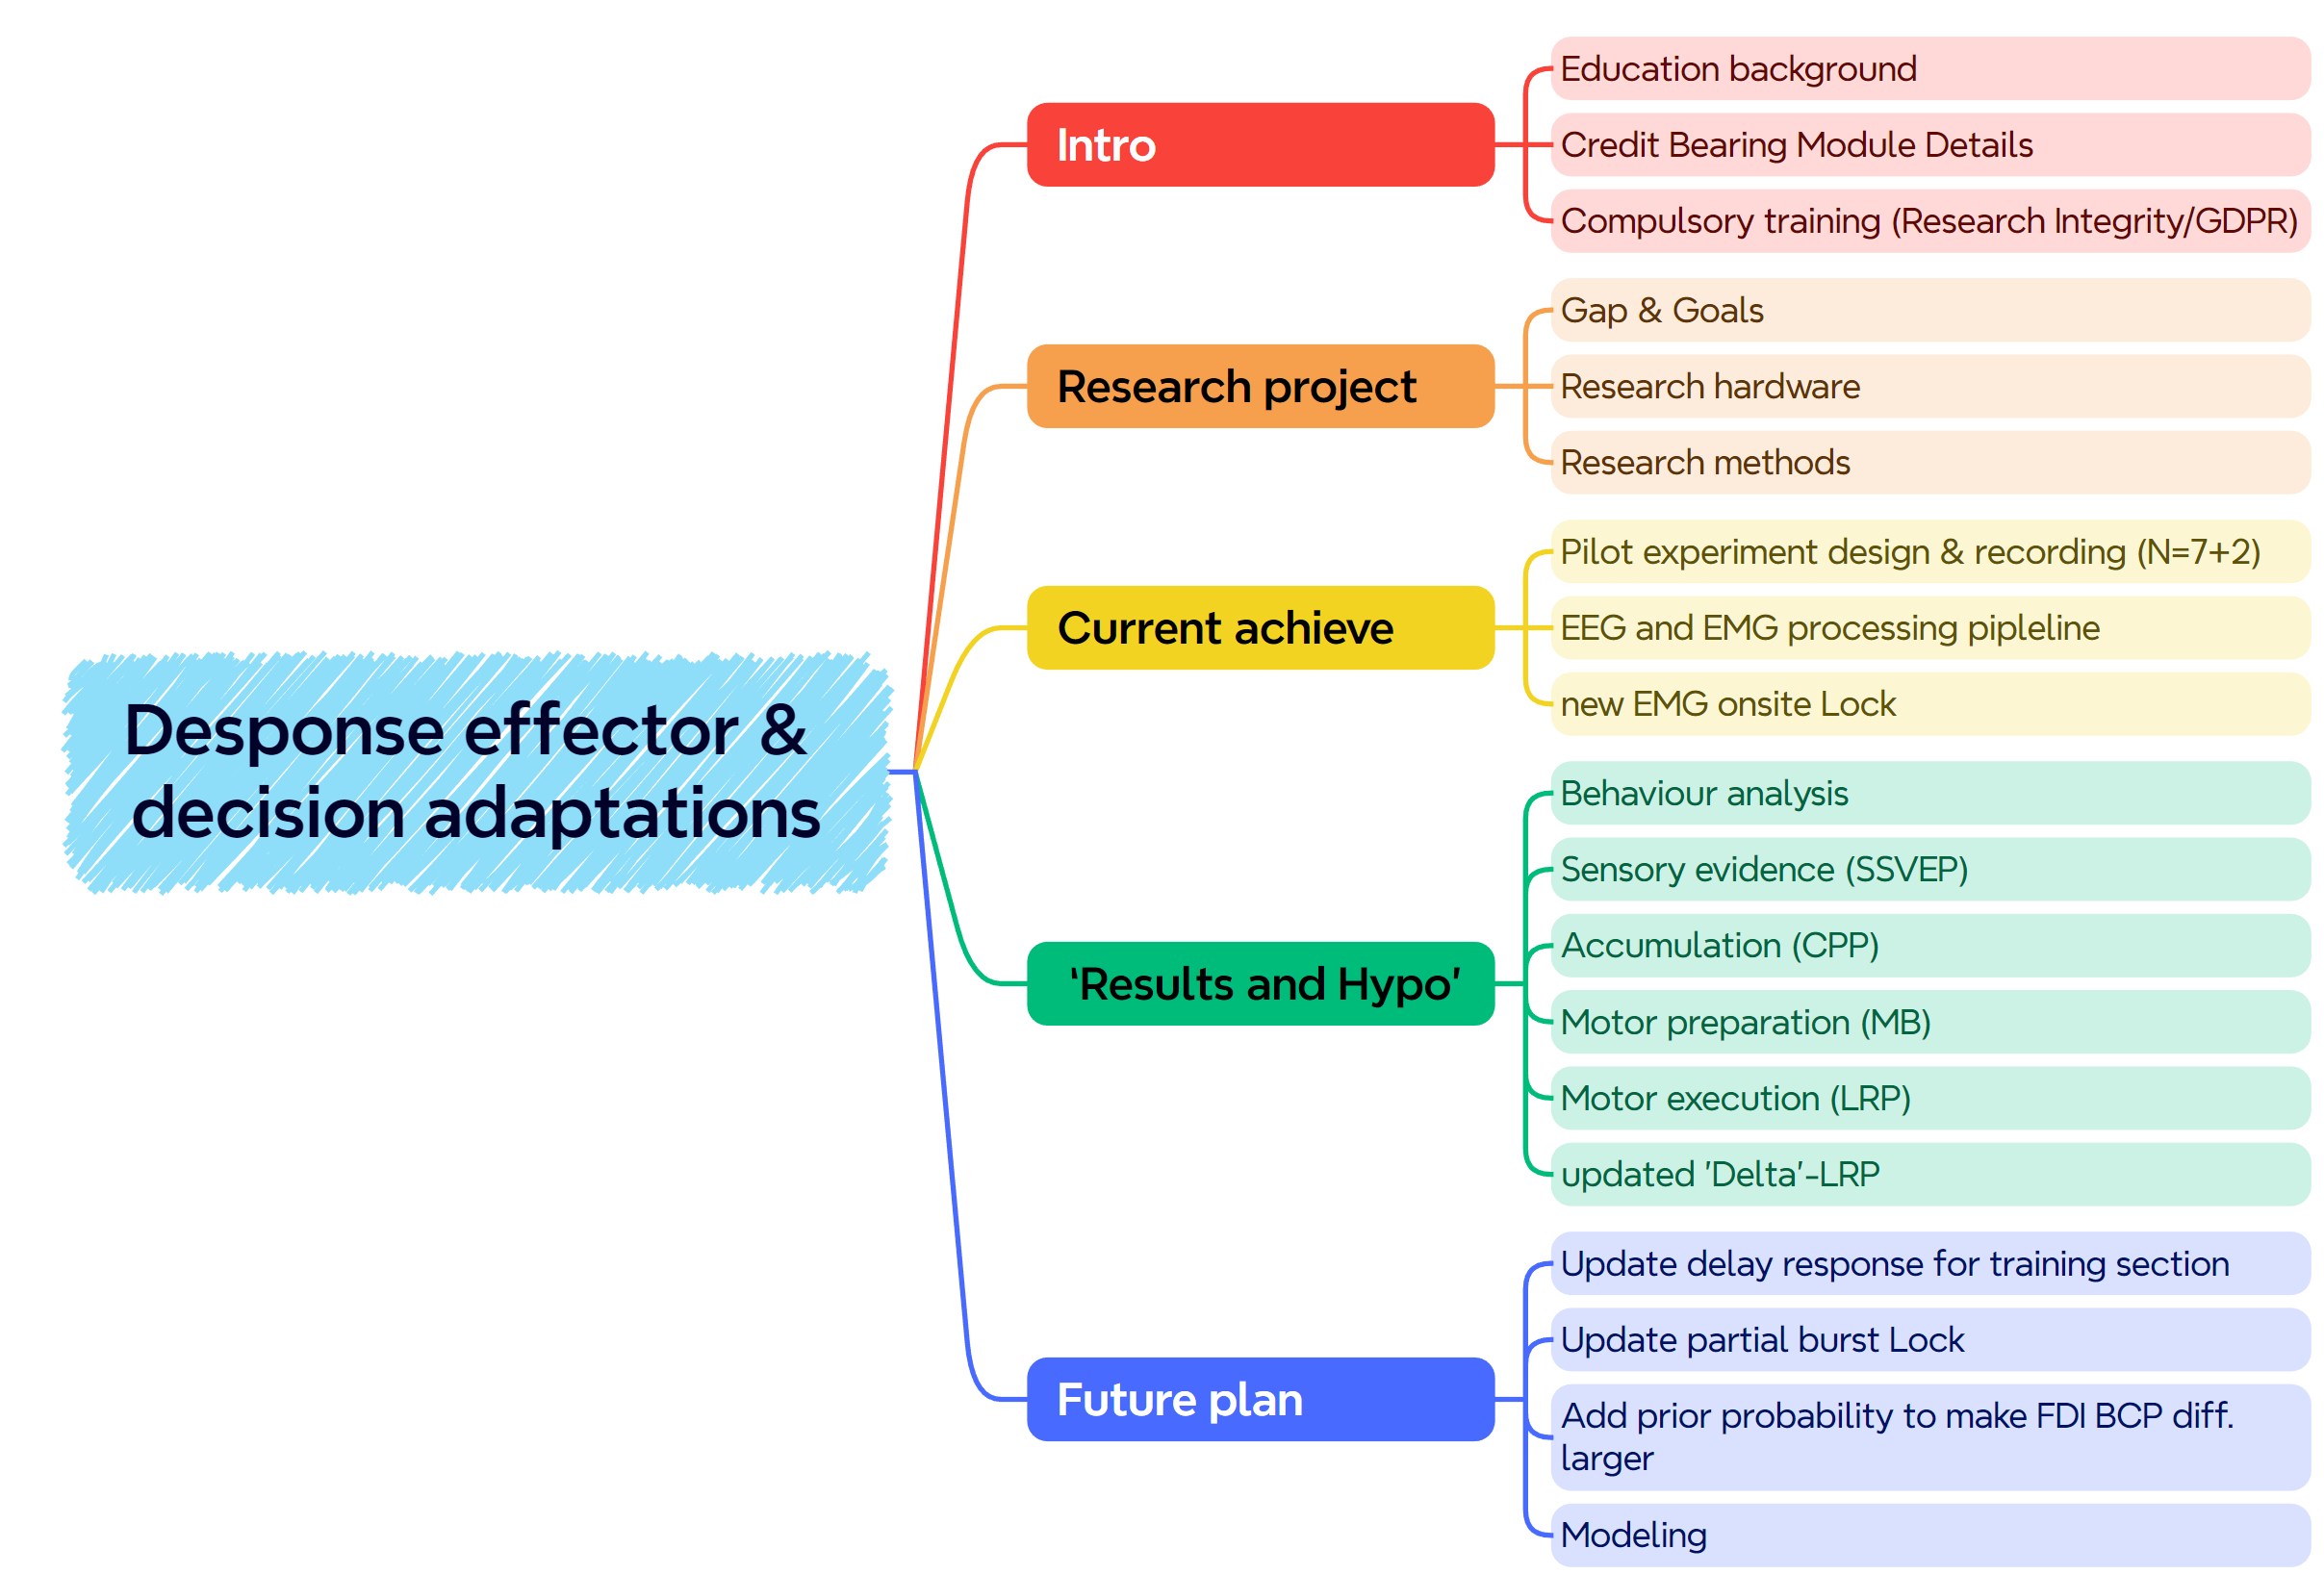 Desponse effector &
decision adaptations
Intro
Education background
Credit Bearing Module Details
Compulsory training (Research Integrity/GDPR)
Research project
Gap & Goals
Research hardware
Research methods
Current achieve
Pilot experiment design & recording (N=7+2)
EEG and EMG processing pipleline
new EMG onsite Lock
‘Results and Hypo’
Behaviour analysis
Sensory evidence (SSVEP)
Accumulation (CPP)
Motor preparation (MB)
Motor execution (LRP)
updated 'Delta'-LRP
Future plan
Update delay response for training section
Update partial burst Lock
Add prior probability to make FDI BCP diff.
larger
Modeling